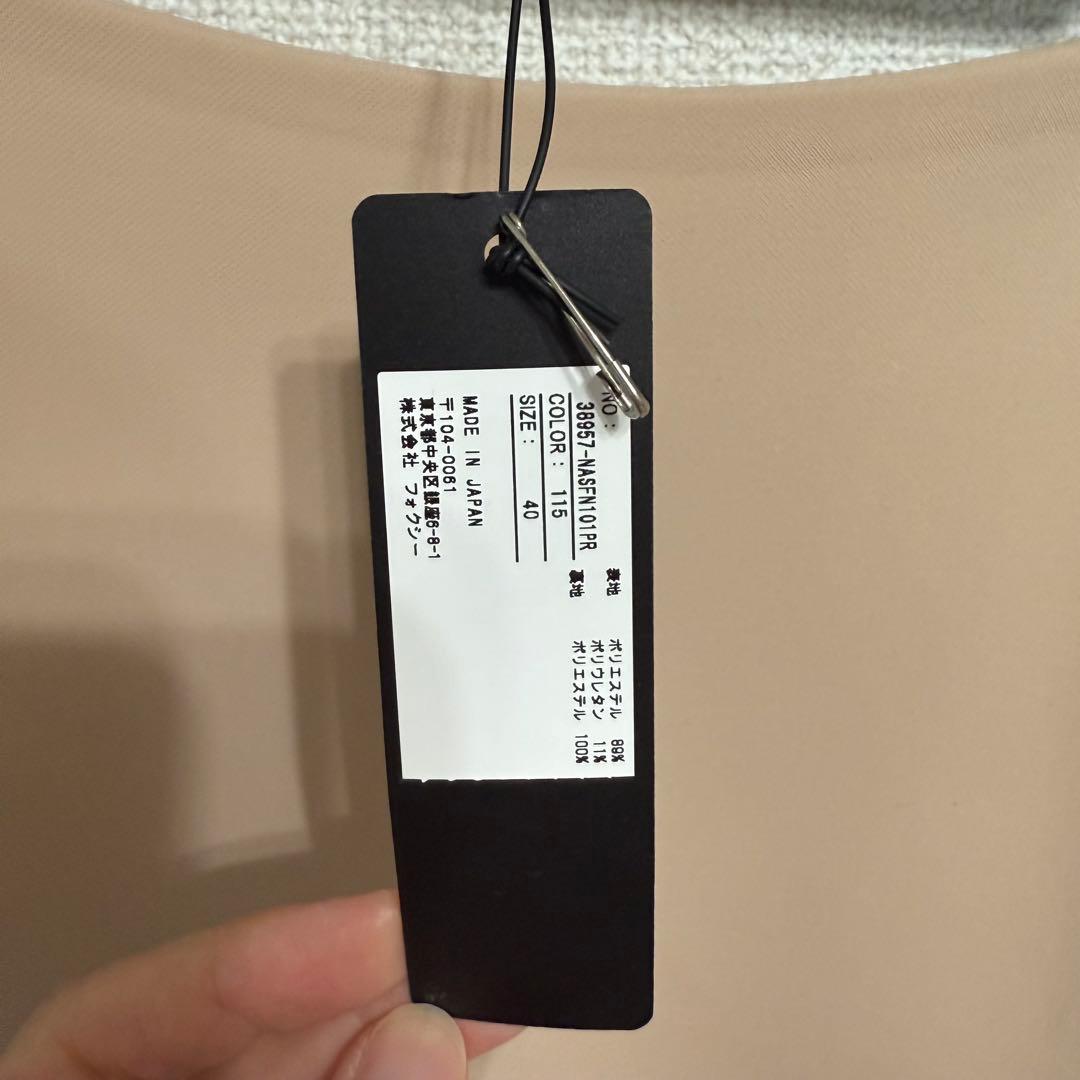 NO:
38957-NASFN101PR
COLOR: 115
SIZE: 40
MADE IN JAPAN
〒104-0061
東京都中央区銀座6-8-1
株式会社 フォクシー
表地 ポリエステル 89%
ポリウレタン 11%
裏地 ポリエステル 100%